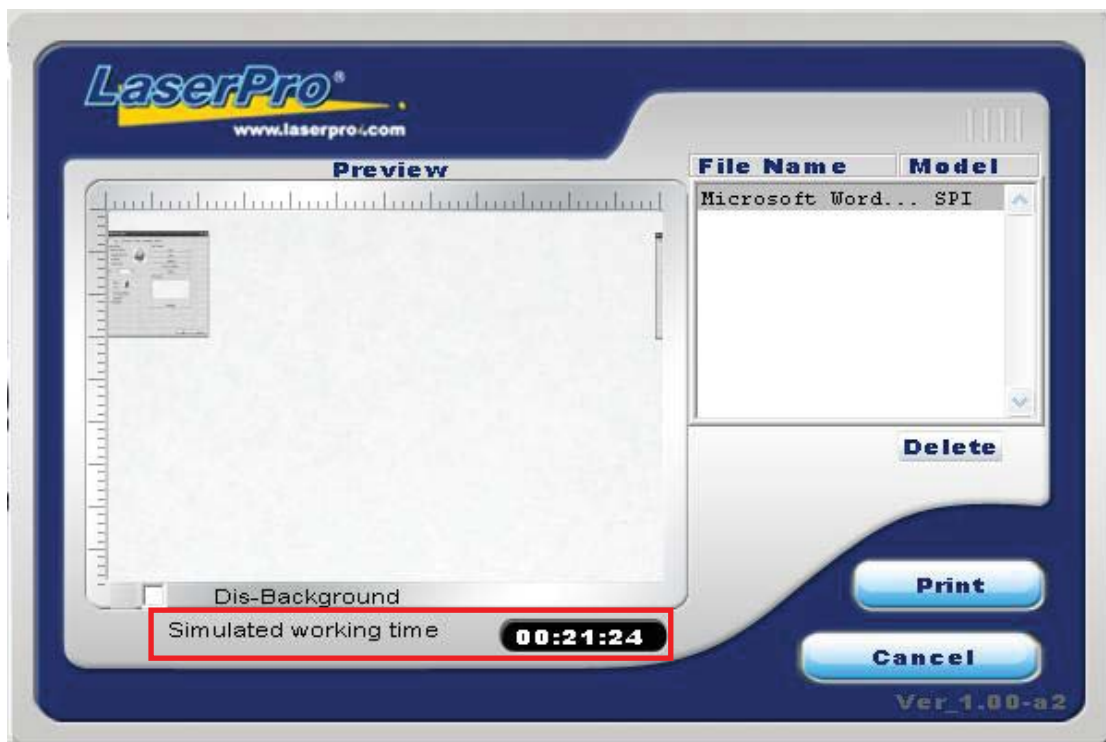 LaserPro®
www.laserpro4.com
Preview
File Name Model
Microsoft Word... SPI
Delete
Dis-Background
Simulated working time 00:21:24
Print
Cancel
Ver_1.00-a2